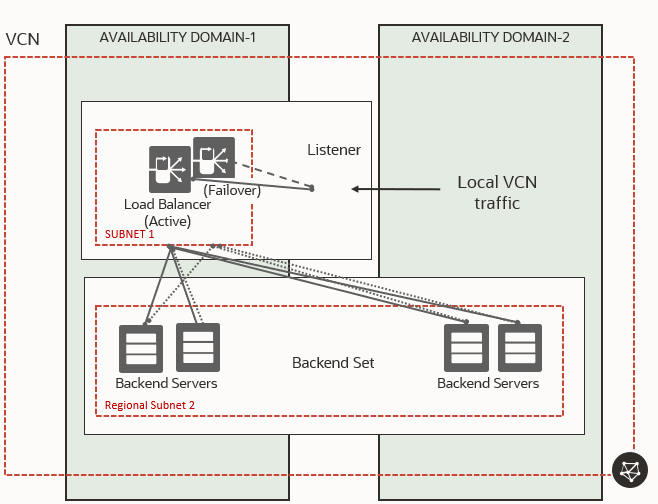 VCN
AVAILABILITY DOMAIN-1
AVAILABILITY DOMAIN-2
Listener
(Failover)
Load Balancer
(Active)
SUBNET 1
Local VCN
traffic
Backend Set
Backend Servers
Backend Servers
Regional Subnet 2